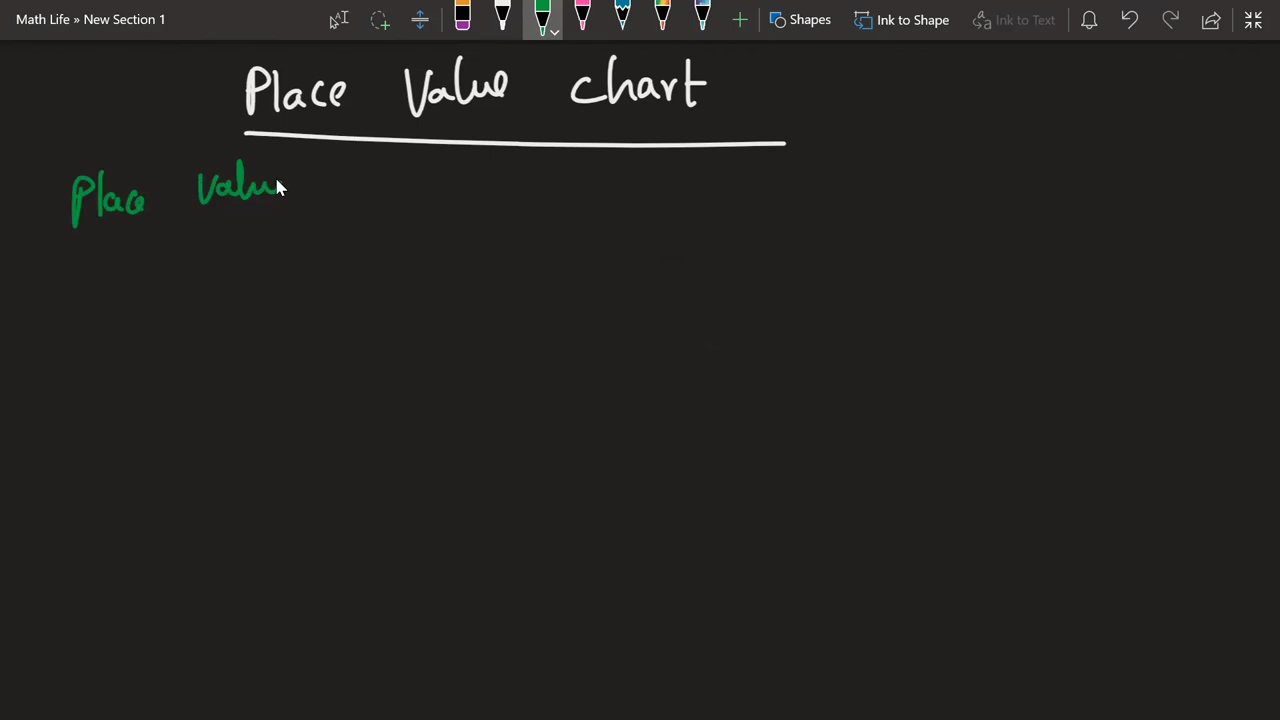 Math Life » New Section 1 Shapes Ink to Shape Ink to Text
Place Value chart
Place Valu